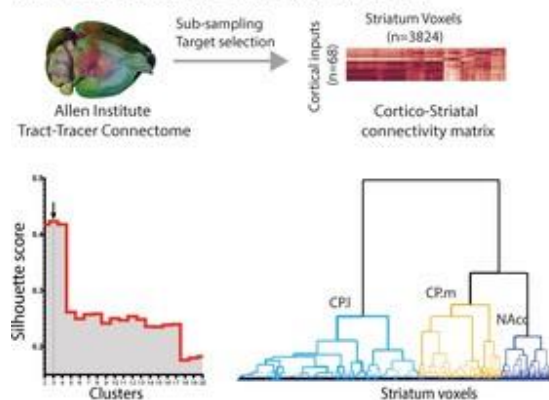 Sub-sampling
Target selection
Striatum Voxels
(n=3824)
Cortical inputs
(n=68)
Allen Institute
Tract-Tracer Connectome
Cortico-Striatal
connectivity matrix
Silhouette score
Clusters
CP.l
CP.m
NAcc
Striatum voxels